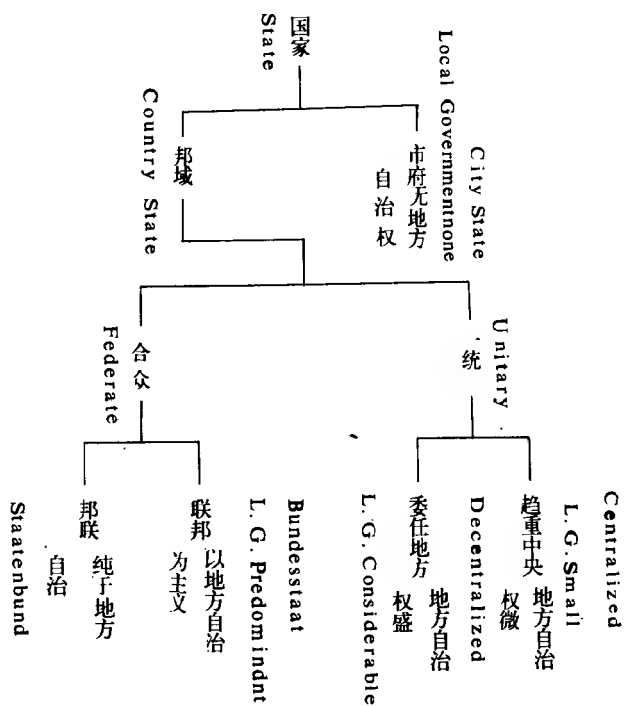 国家
State
City State
Local Governmentnone
市府无地方
自治权
邦域
Country State
Unitary
统
合众
Federate
Centralized
L. G. Small
趋重中央 地方自治
权微
Decentralized
L. G. Considerable
委任地方 地方自治
权盛
Bundesstaat
L. G. Predomindnt
联邦 以地方自治
为主义
邦联 纯于地方
自治
Staatenbund